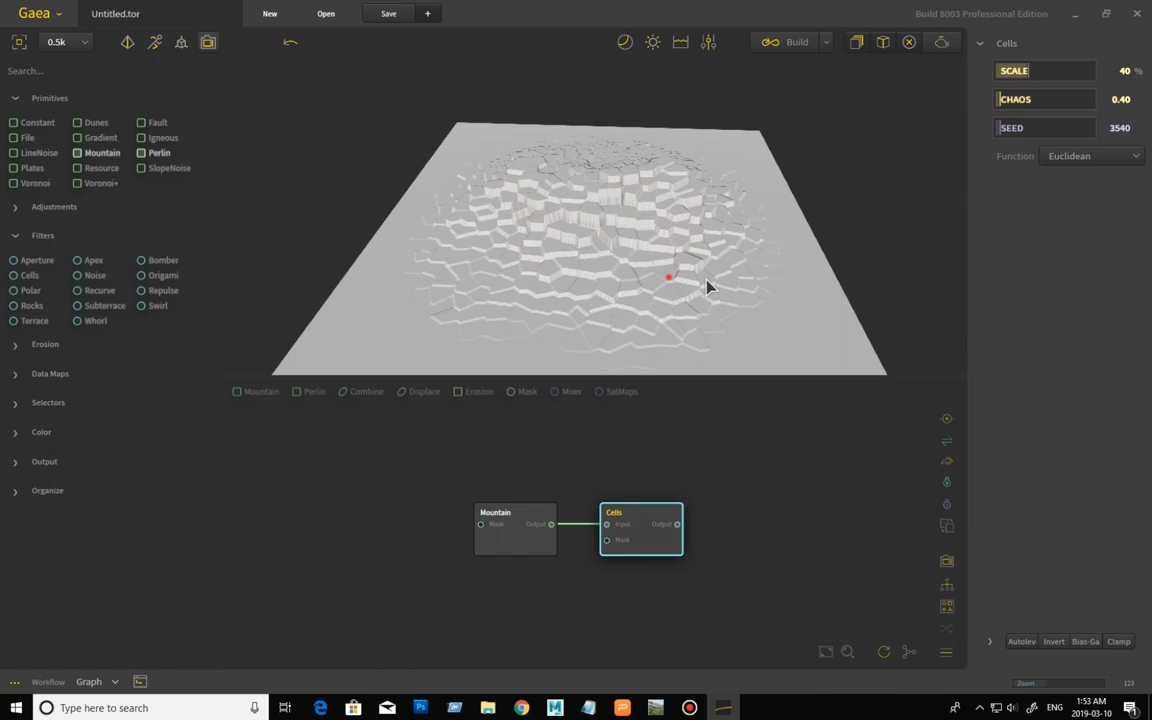 Gaea
Untitled.tor
New
Open
Save
+
Build 8003 Professional Edition
0.5k
Build
Cells
Search...
SCALE 40 %
Primitives
CHAOS 0.40
Constant Dunes Fault
SEED 3540
File Gradient Igneous
LineNoise Mountain Perlin
Function Euclidean
Plates Resource SlopeNoise
Voronoi Voronoi+
Adjustments
Filters
Aperture Apex Bomber
Cells Noise Origami
Polar Recurve Repulse
Rocks Subterrace Swirl
Terrace Whorl
Erosion
Data Maps
Mountain Perlin Combine Displace Erosion Mask Mixer SatMaps
Selectors
Color
Output
Organize
Mountain Cells
Mask Output Input Output
Mask
Autolev Invert Bias-Ga Clamp
Workflow Graph
Zoom 123
Type here to search
ENG
1:53 AM
2019-03-10